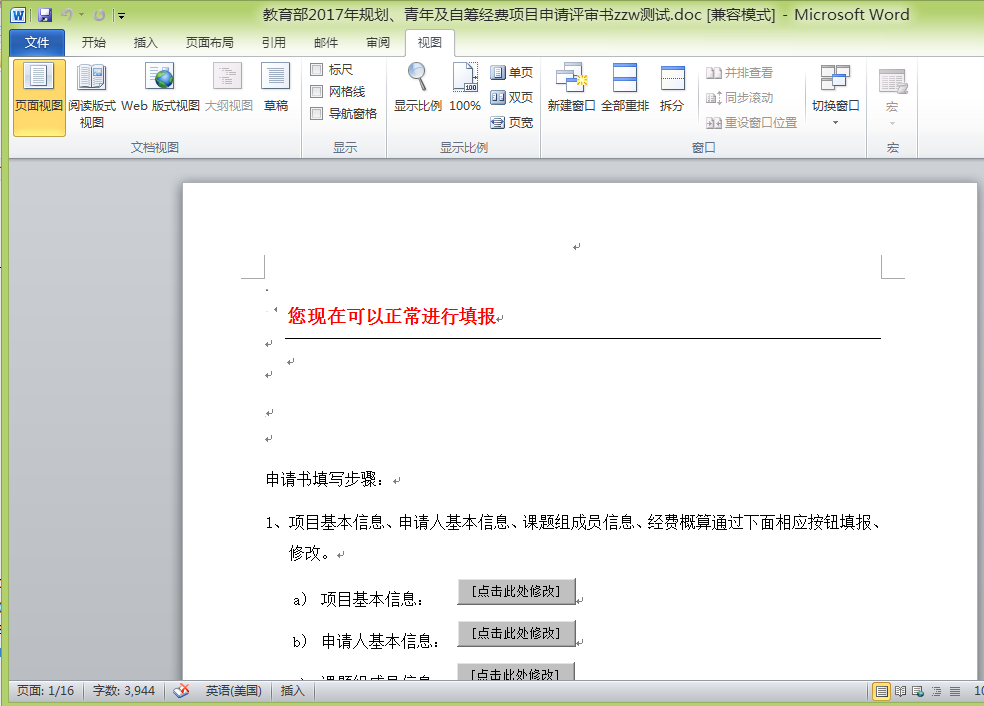 教育部2017年规划、青年及自筹经费项目申请评审书zzw测试.doc [兼容模式] - Microsoft Word
文件 开始 插入 页面布局 引用 邮件 审阅 视图
页面视图 阅读版式视图 Web 版式视图 大纲视图 草稿
标尺
网格线
导航窗格
显示比例 100% 单页
双页
页宽
新建窗口 全部重排 拆分
并排查看
同步滚动
重设窗口位置
切换窗口 宏
文档视图 显示 显示比例 窗口 宏
您现在可以正常进行填报
申请书填写步骤：
1、项目基本信息、申请人基本信息、课题组成员信息、经费概算通过下面相应按钮填报、
修改。
a) 项目基本信息： [点击此处修改]
b) 申请人基本信息： [点击此处修改]
课题组成员信息 [点击此处修改]
页面: 1/16 字数: 3,944 英语(美国) 插入